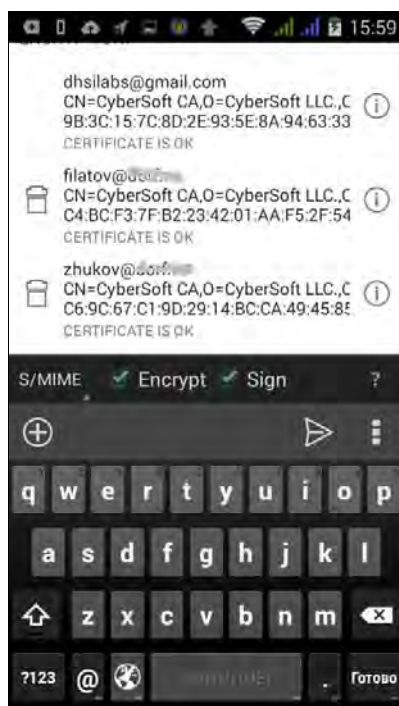 15:59
dhsilabs@gmail.com
CN=CyberSoft CA,O=CyberSoft LLC.,C
9B:3C:15:7C:8D:2E:93:5E:8A:94:63:33
CERTIFICATE IS OK
filatov@
CN=CyberSoft CA,O=CyberSoft LLC.,C
C4:BC:F3:7F:B2:23:42:01:AA:F5:2F:54
CERTIFICATE IS OK
zhukov@
CN=CyberSoft CA,O=CyberSoft LLC.,C
C6:9C:67:C1:9D:29:14:BC:CA:49:45:85
CERTIFICATE IS OK
S/MIME Encrypt Sign ?
q w e r t y u i o p
a s d f g h j k l
z x c v b n m
?123 @ . Готово